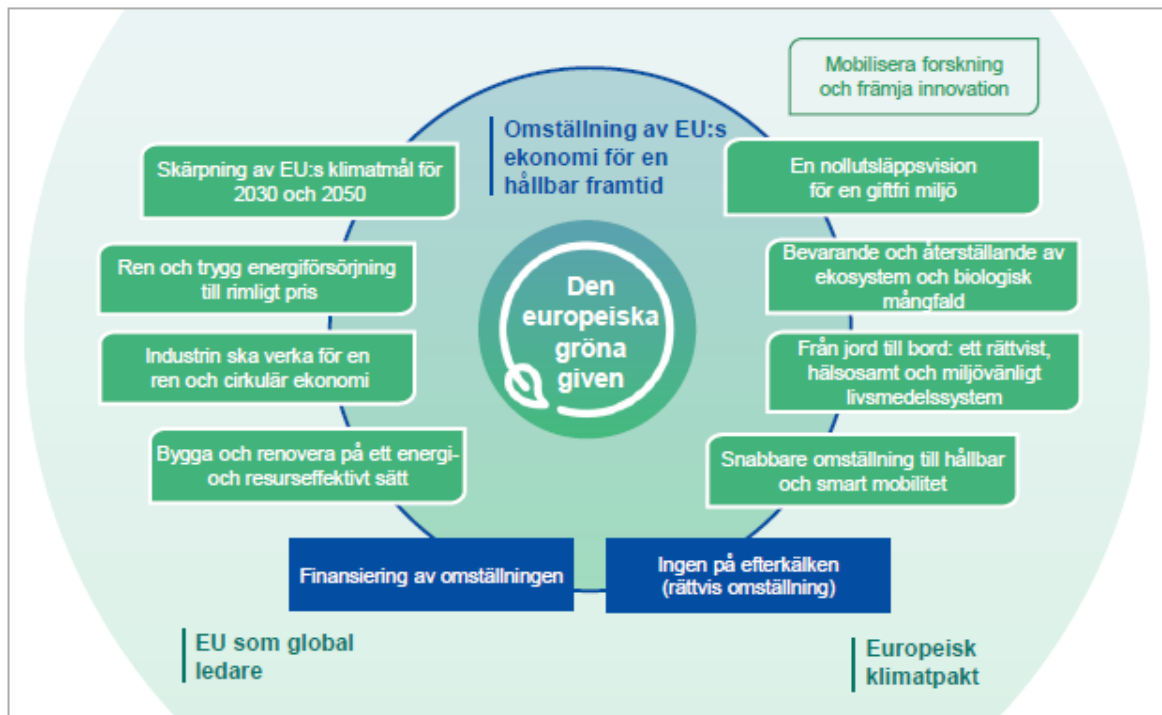 Mobilisera forskning
och främja innovation
Omställning av EU:s
ekonomi för en
hållbar framtid
Skärpning av EU:s klimatmål för
2030 och 2050
En nollutsläppsvision
för en giftfri miljö
Ren och trygg energiförsörjning
till rimligt pris
Bevarande och återställande av
ekosystem och biologisk
mångfald
Den
europeiska
gröna
given
Industrin ska verka för en
ren och cirkulär ekonomi
Från jord till bord: ett rättvist,
hälsosamt och miljövänligt
livsmedelssystem
Bygga och renovera på ett energi-
och resurseffektivt sätt
Snabbare omställning till hållbar
och smart mobilitet
Finansiering av omställningen
Ingen på efterkälken
(rättvis omställning)
EU som global
ledare
Europeisk
klimatpakt